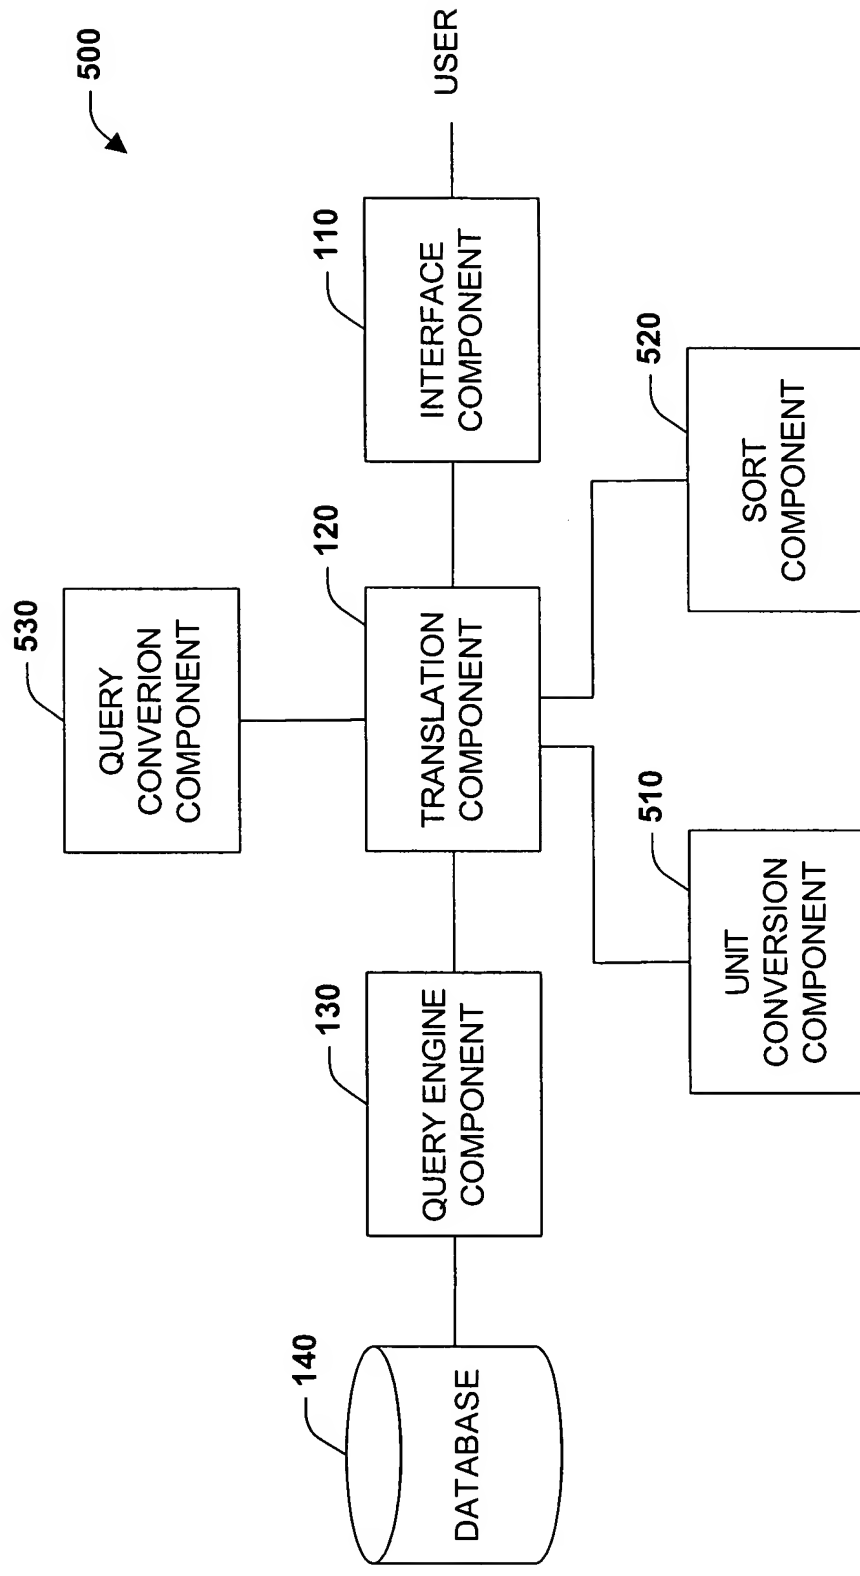 500
530
QUERY
CONVERION
COMPONENT
140
130
120
110
DATABASE
QUERY ENGINE
COMPONENT
TRANSLATION
COMPONENT
INTERFACE
COMPONENT
USER
510
520
UNIT
CONVERSION
COMPONENT
SORT
COMPONENT